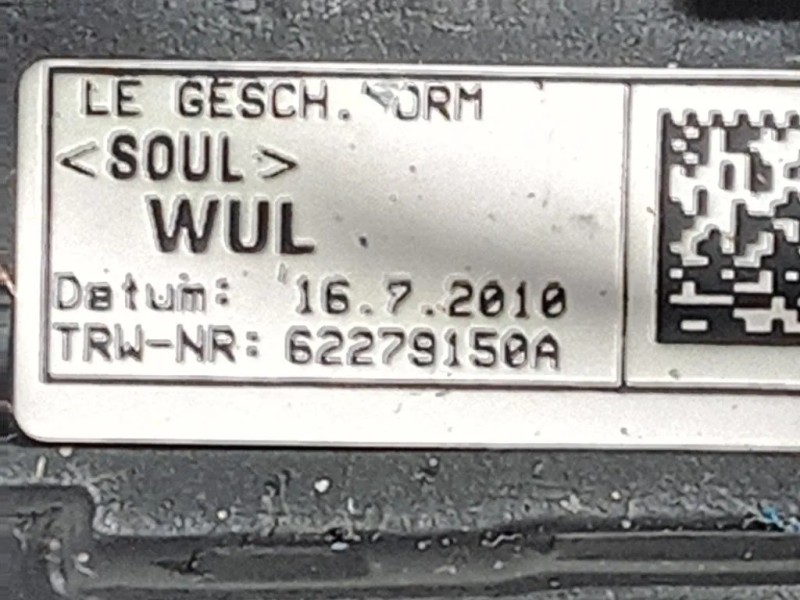 LE GESCH.
<SOUL>
WUL
Datum: 16.7.2010
TRW-NR: 62279150A